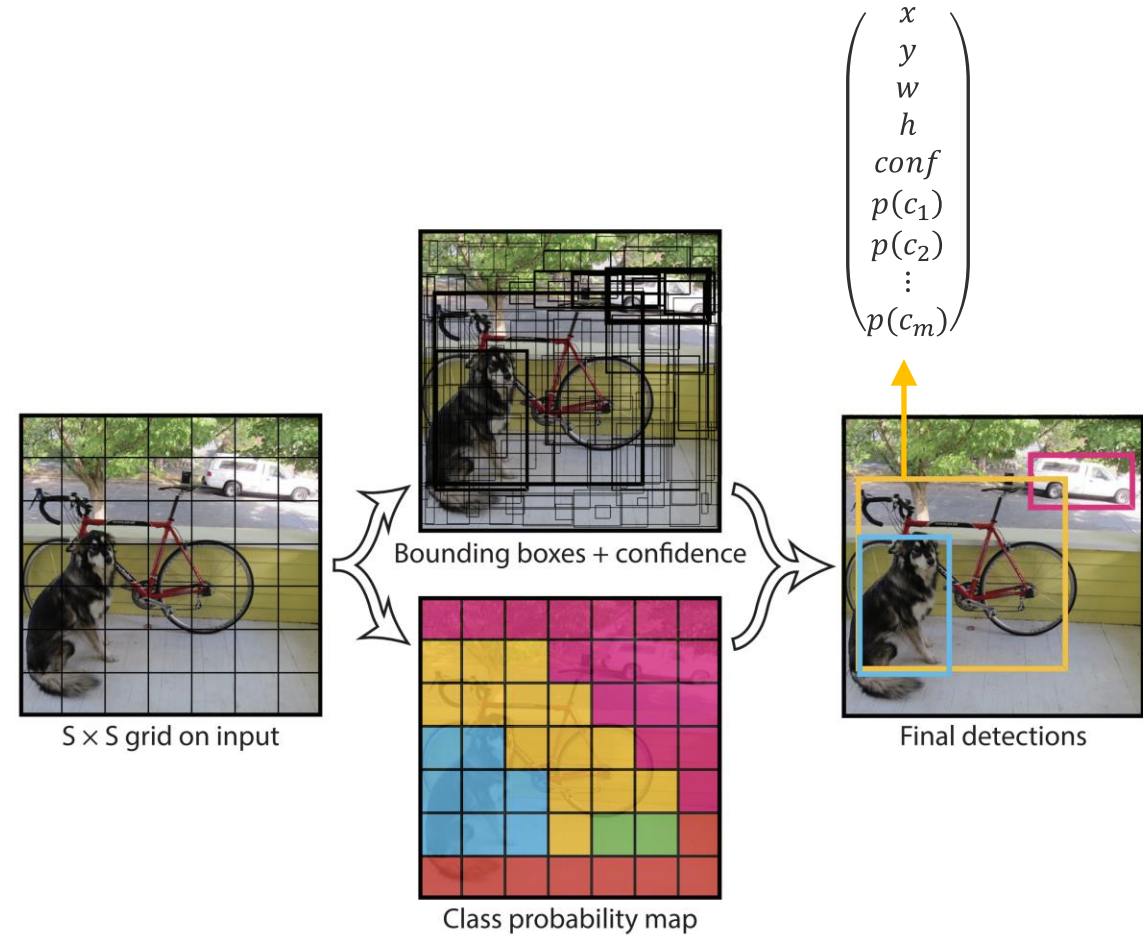 x
y
w
h
conf
p(c₁)
p(c₂)
⋮
p(cₘ)
Bounding boxes + confidence
S × S grid on input
Final detections
Class probability map